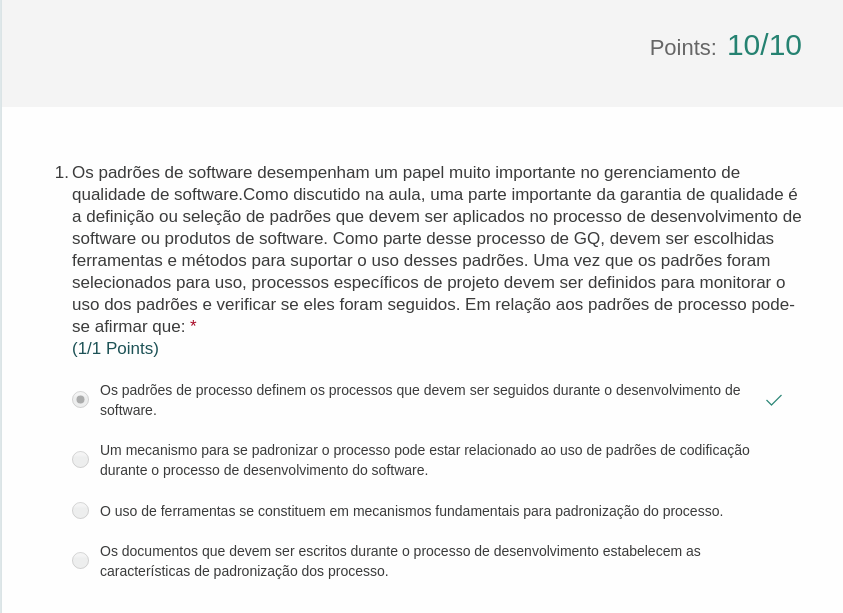 Points: 10/10
1. Os padrões de software desempenham um papel muito importante no gerenciamento de
qualidade de software.Como discutido na aula, uma parte importante da garantia de qualidade é
a definição ou seleção de padrões que devem ser aplicados no processo de desenvolvimento de
software ou produtos de software. Como parte desse processo de GQ, devem ser escolhidas
ferramentas e métodos para suportar o uso desses padrões. Uma vez que os padrões foram
selecionados para uso, processos específicos de projeto devem ser definidos para monitorar o
uso dos padrões e verificar se eles foram seguidos. Em relação aos padrões de processo pode-
se afirmar que: *
(1/1 Points)
Os padrões de processo definem os processos que devem ser seguidos durante o desenvolvimento de
software.
Um mecanismo para se padronizar o processo pode estar relacionado ao uso de padrões de codificação
durante o processo de desenvolvimento do software.
O uso de ferramentas se constituem em mecanismos fundamentais para padronização do processo.
Os documentos que devem ser escritos durante o processo de desenvolvimento estabelecem as
características de padronização dos processo.